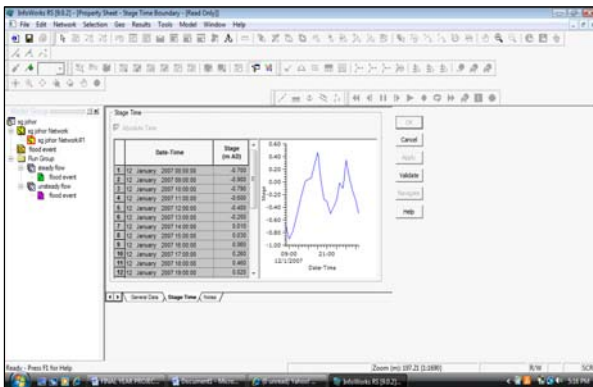 InfoWorks RS [9.0.2] - [Property Sheet - Stage Time Boundary - [Read Only]]
File Edit Network Selection Geo Results Tools Model Window Help
Stage Time
Absolute Time
Date-Time Stage (m AD)
1 12 January 2007 08:00:00 -0.700
2 12 January 2007 09:00:00 -0.900
3 12 January 2007 10:00:00 -0.790
4 12 January 2007 11:00:00 -0.600
5 12 January 2007 12:00:00 -0.400
6 12 January 2007 13:00:00 -0.200
7 12 January 2007 14:00:00 0.010
8 12 January 2007 15:00:00 0.030
9 12 January 2007 16:00:00
10 12 January 2007 17:00:00 0.260
11 12 January 2007 18:00:00 0.460
12 12 January 2007 19:00:00 0.020
0.60
0.40
0.20
0.00
-0.20
-0.40
-0.60
-0.80
-1.00
Stage
09:00 21:00
12/1/2007
Date-Time
OK
Cancel
Apply
Validate
Navigate
Help
sg johor
sg johor Network
sg johor Network#1
flood event
Run Group
steady flow
flood event
unsteady flow
flood event
General Data Stage Time Notes
Ready - Press F1 for Help
Zoom (m) 197.21 [1:1699] R/W SCR
FINAL YEAR PROJEC... Document5 - Micro... (0 unread) Yahoo! ... InfoWorks RS [9.0.2]... 5:16 PM